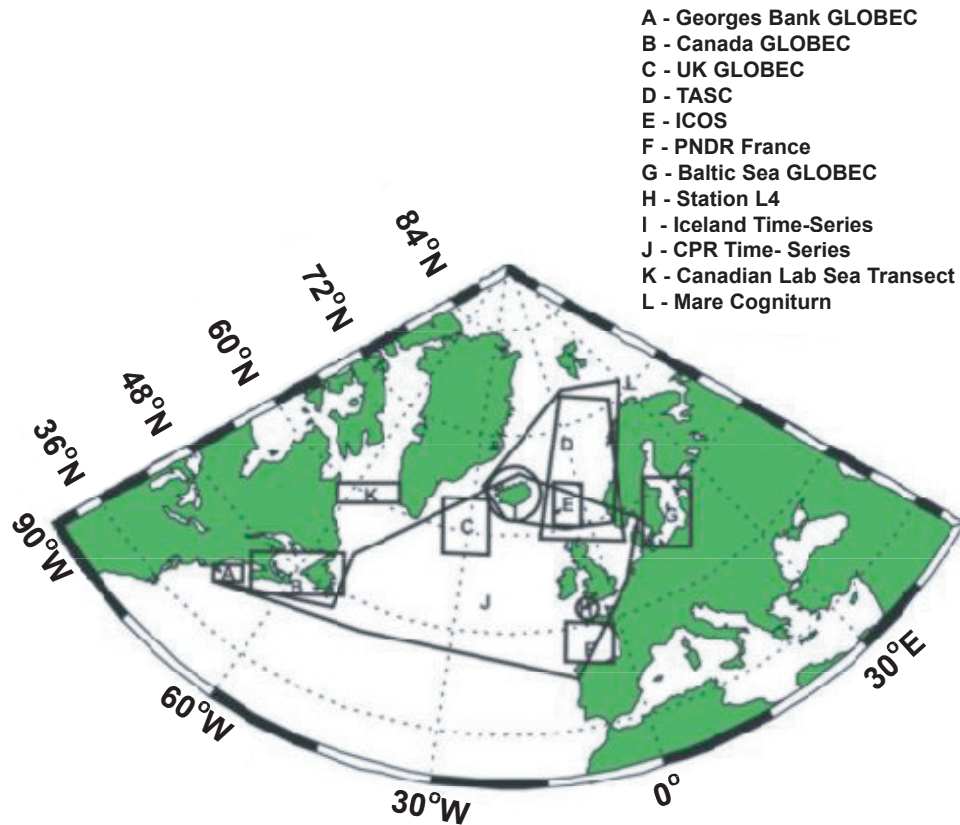 A - Georges Bank GLOBEC
B - Canada GLOBEC
C - UK GLOBEC
D - TASC
E - ICOS
F - PNDR France
G - Baltic Sea GLOBEC
H - Station L4
I - Iceland Time-Series
J - CPR Time- Series
K - Canadian Lab Sea Transect
L - Mare Cogniturn
84°N
72°N
60°N
48°N
36°N
90°W
60°W
30°W
0°
30°E
L
D
K
I
E
G
C
A
B
J
H
F